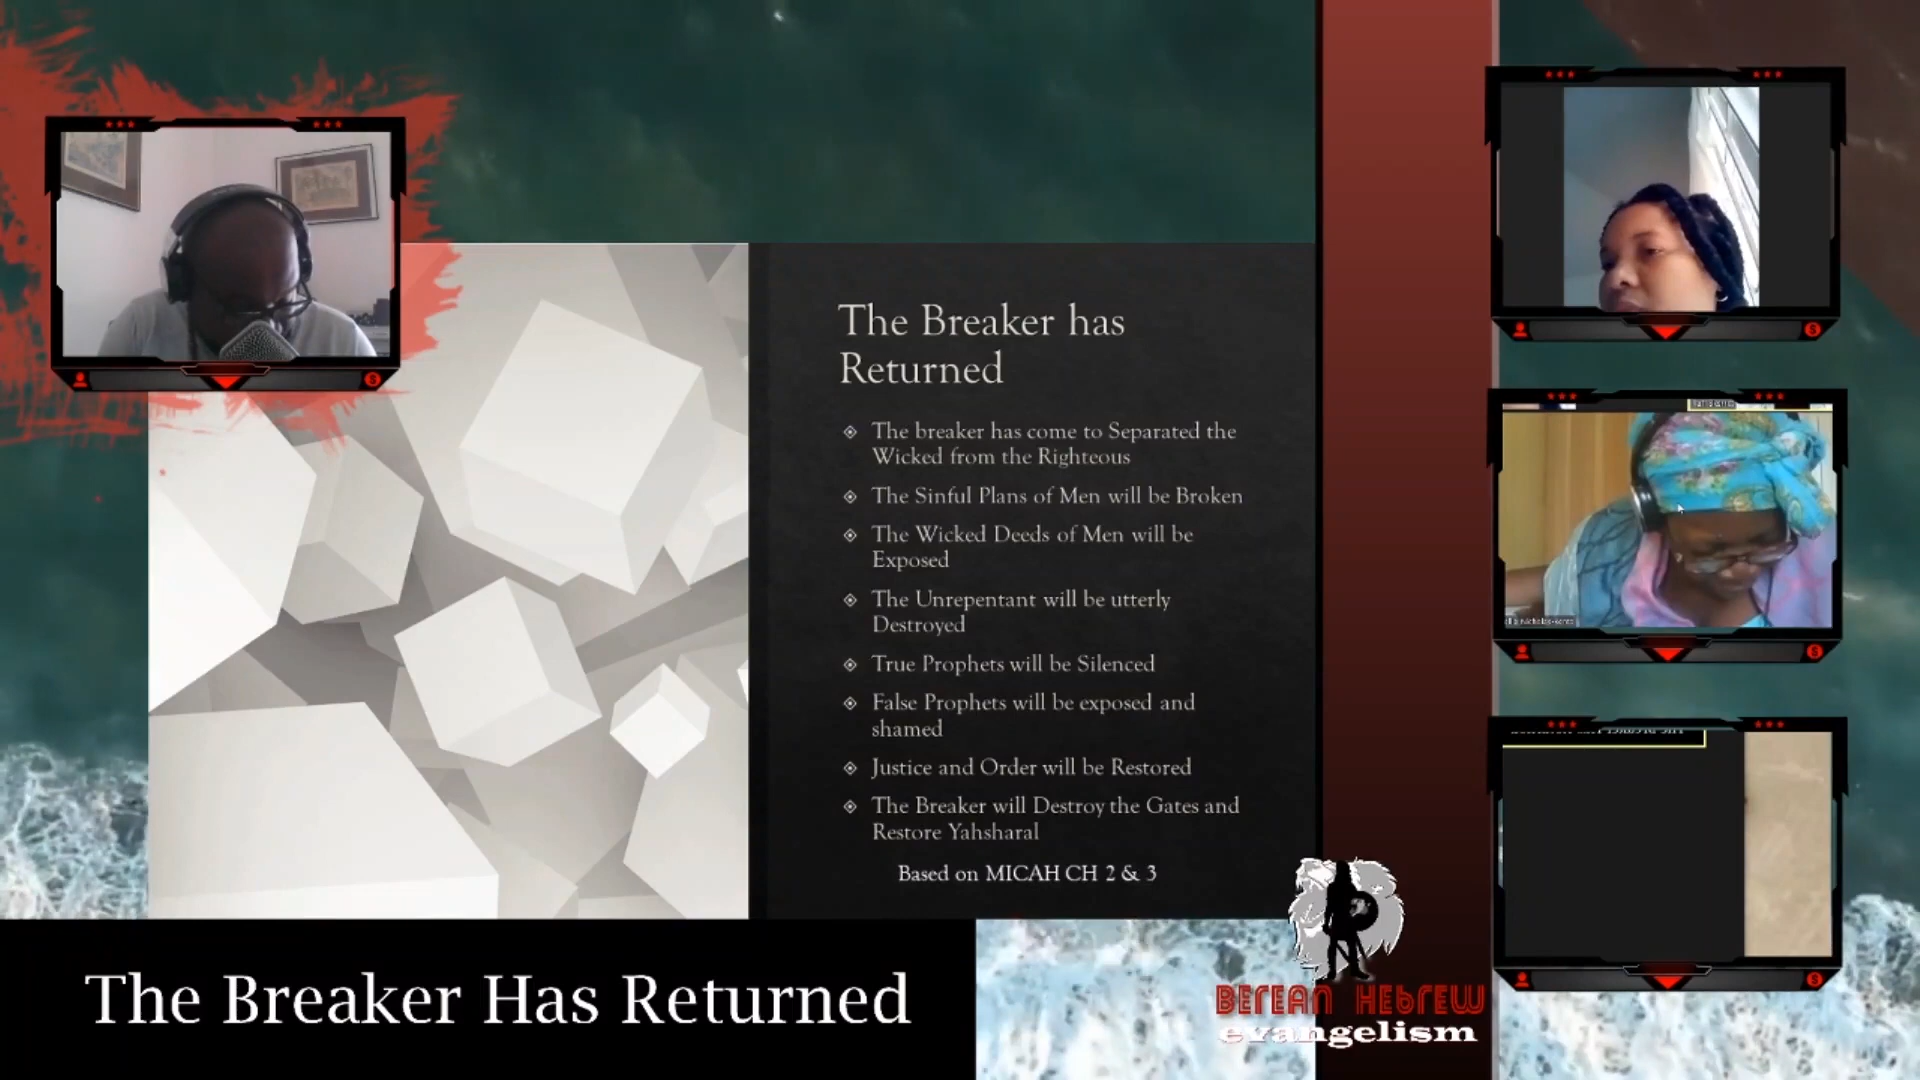 The Breaker has
Returned
The breaker has come to Separated the
Wicked from the Righteous
The Sinful Plans of Men will be Broken
The Wicked Deeds of Men will be
Exposed
The Unrepentant will be utterly
Destroyed
True Prophets will be Silenced
False Prophets will be exposed and
shamed
Justice and Order will be Restored
The Breaker will Destroy the Gates and
Restore Yahsharal
Based on MICAH CH 2 & 3
The Breaker Has Returned
BEREAN HEBREW
evangelism